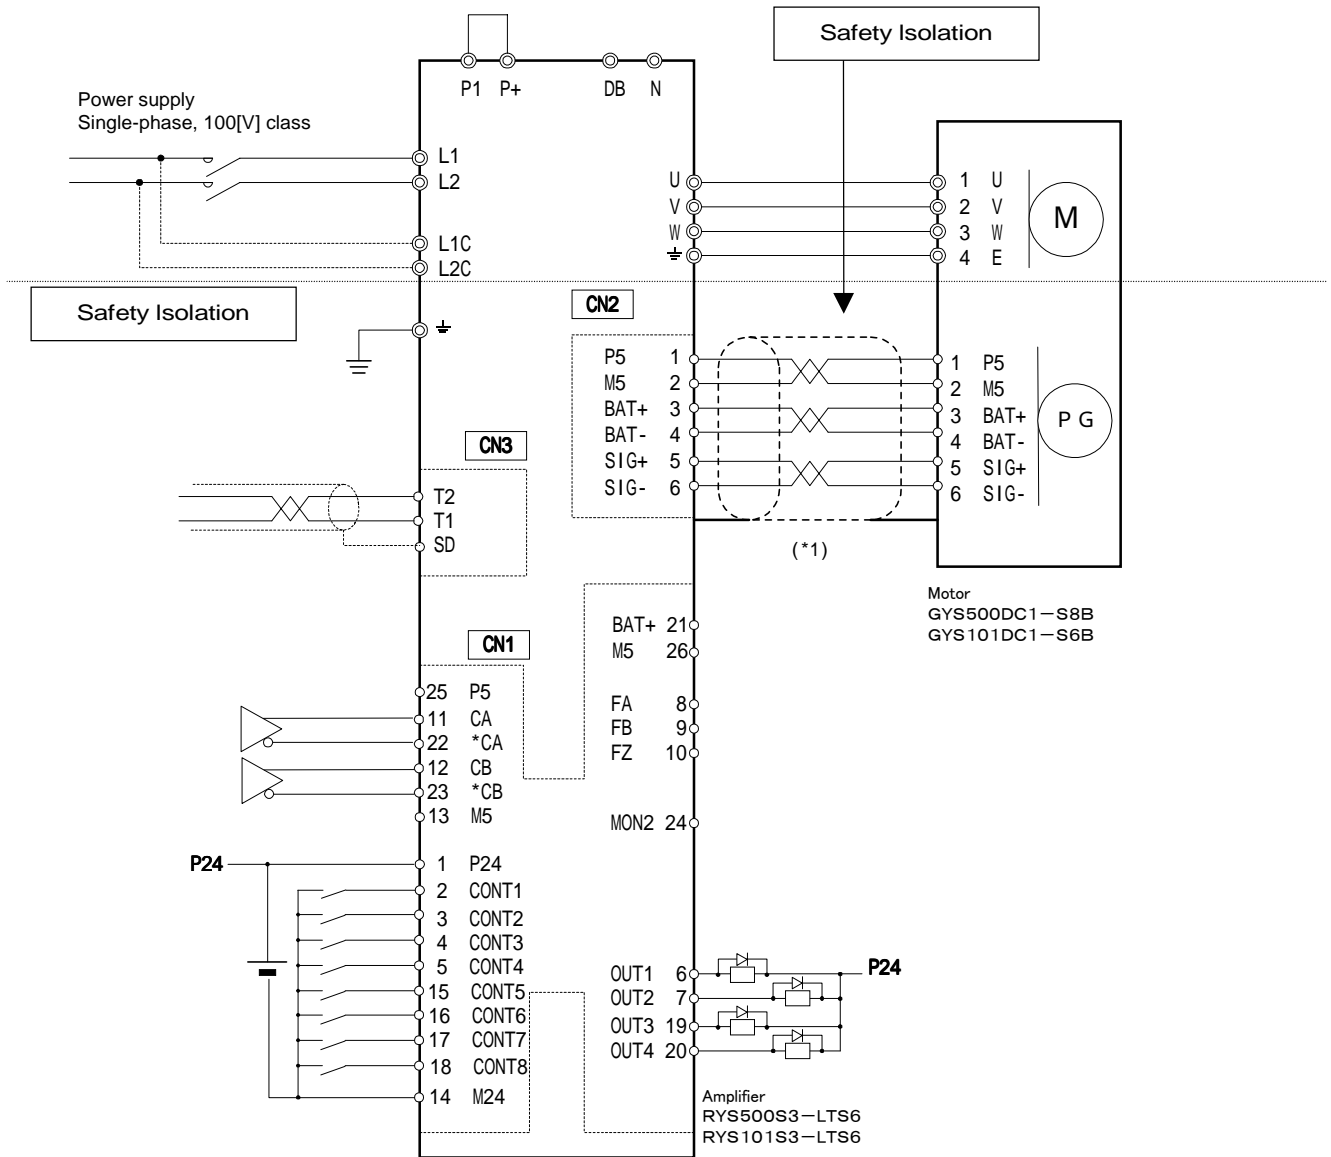 Safety Isolation
P1 P+ DB N
Power supply
Single-phase, 100[V] class
L1
L2
L1C
L2C
U
V
W
1 U
2 V
3 W
4 E
M
Safety Isolation
CN2
P5 1
M5 2
BAT+ 3
BAT- 4
SIG+ 5
SIG- 6
1 P5
2 M5
3 BAT+
4 BAT-
5 SIG+
6 SIG-
P G
(*1)
CN3
T2
T1
SD
Motor
GYS500DC1-S8B
GYS101DC1-S6B
CN1
BAT+ 21
M5 26
FA 8
FB 9
FZ 10
MON2 24
25 P5
11 CA
22 *CA
12 CB
23 *CB
13 M5
P24
1 P24
2 CONT1
3 CONT2
4 CONT3
5 CONT4
15 CONT5
16 CONT6
17 CONT7
18 CONT8
14 M24
OUT1 6
OUT2 7
OUT3 19
OUT4 20
P24
Amplifier
RYS500S3-LTS6
RYS101S3-LTS6